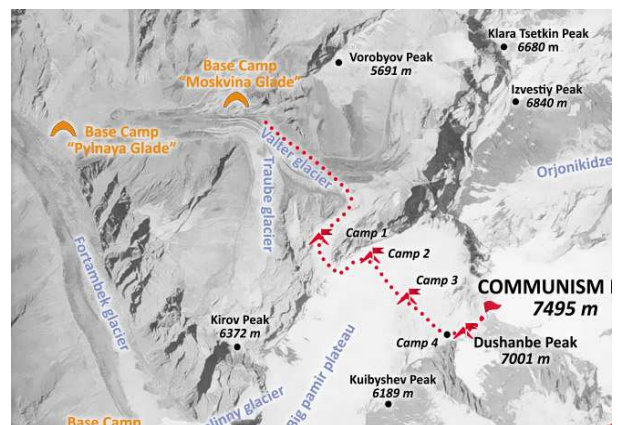 Klara Tsetkin Peak
6680 m
Vorobyov Peak
5691 m
Base Camp
"Moskvina Glade"
Izvestiy Peak
6840 m
Base Camp
"Pylnaya Glade"
Valter glacier
Traube glacier
Orjonikidze
Camp 1
Camp 2
Fortambek glacier
Camp 3
COMMUNISM
7495 m
Kirov Peak
6372 m
Camp 4
Dushanbe Peak
7001 m
Big pamir plateau
Kuibyshev Peak
6189 m
glacier
Base Camp